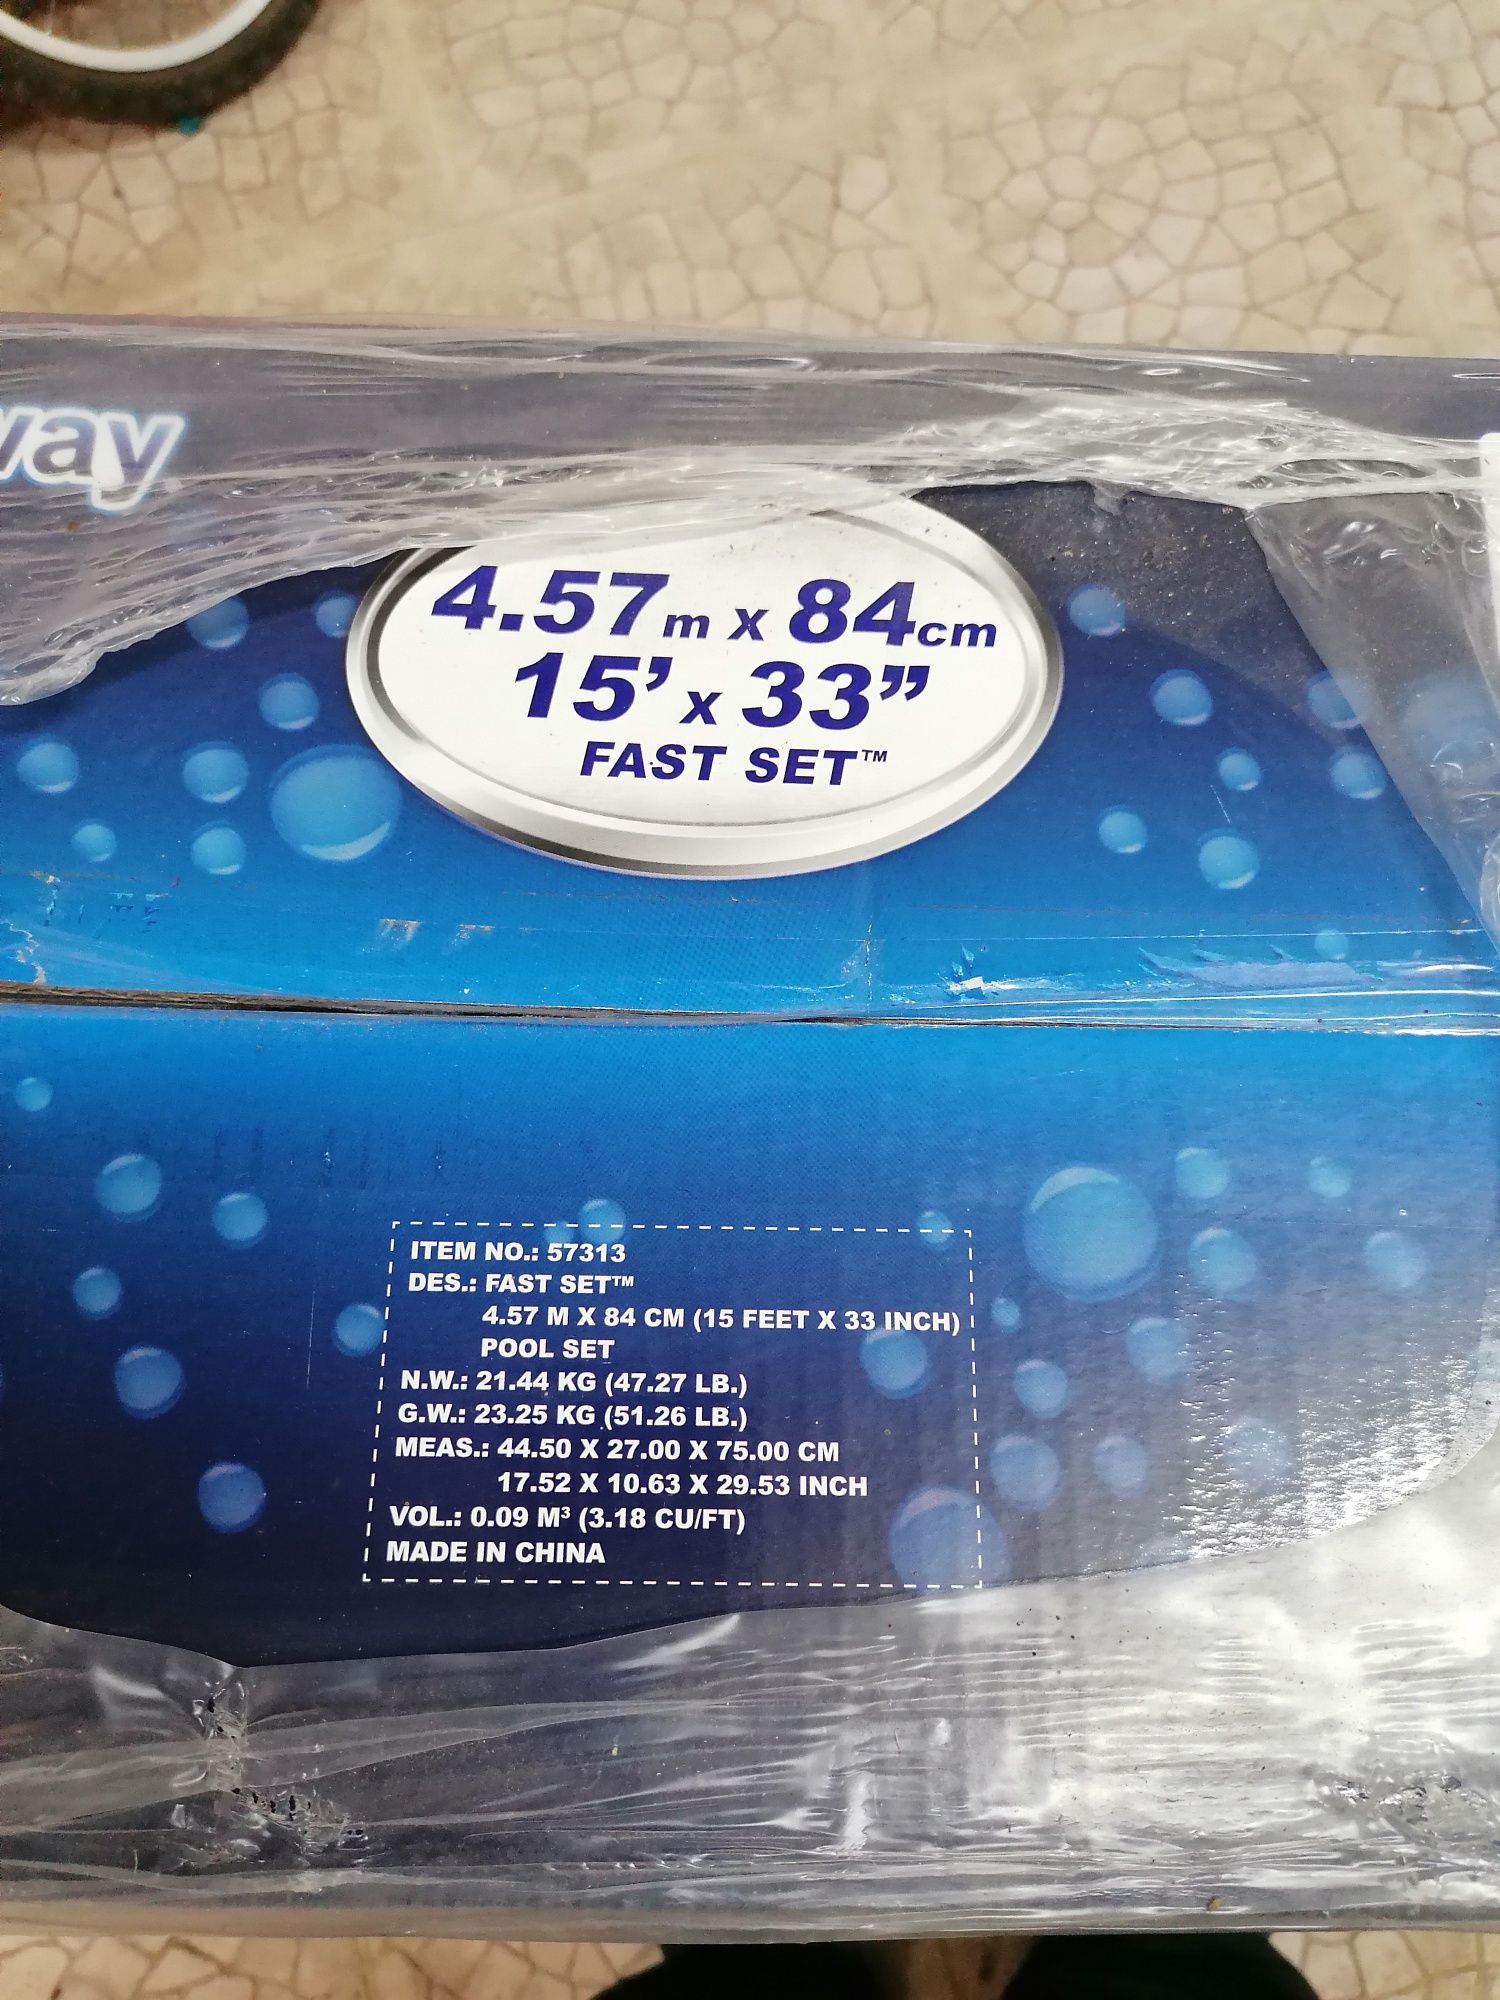 way
4.57m x 84cm
15’ x 33”
FAST SET™
ITEM NO.: 57313
DES.: FAST SET™
4.57 M X 84 CM (15 FEET X 33 INCH)
POOL SET
N.W.: 21.44 KG (47.27 LB.)
G.W.: 23.25 KG (51.26 LB.)
MEAS.: 44.50 X 27.00 X 75.00 CM
17.52 X 10.63 X 29.53 INCH
VOL.: 0.09 M³ (3.18 CU/FT)
MADE IN CHINA